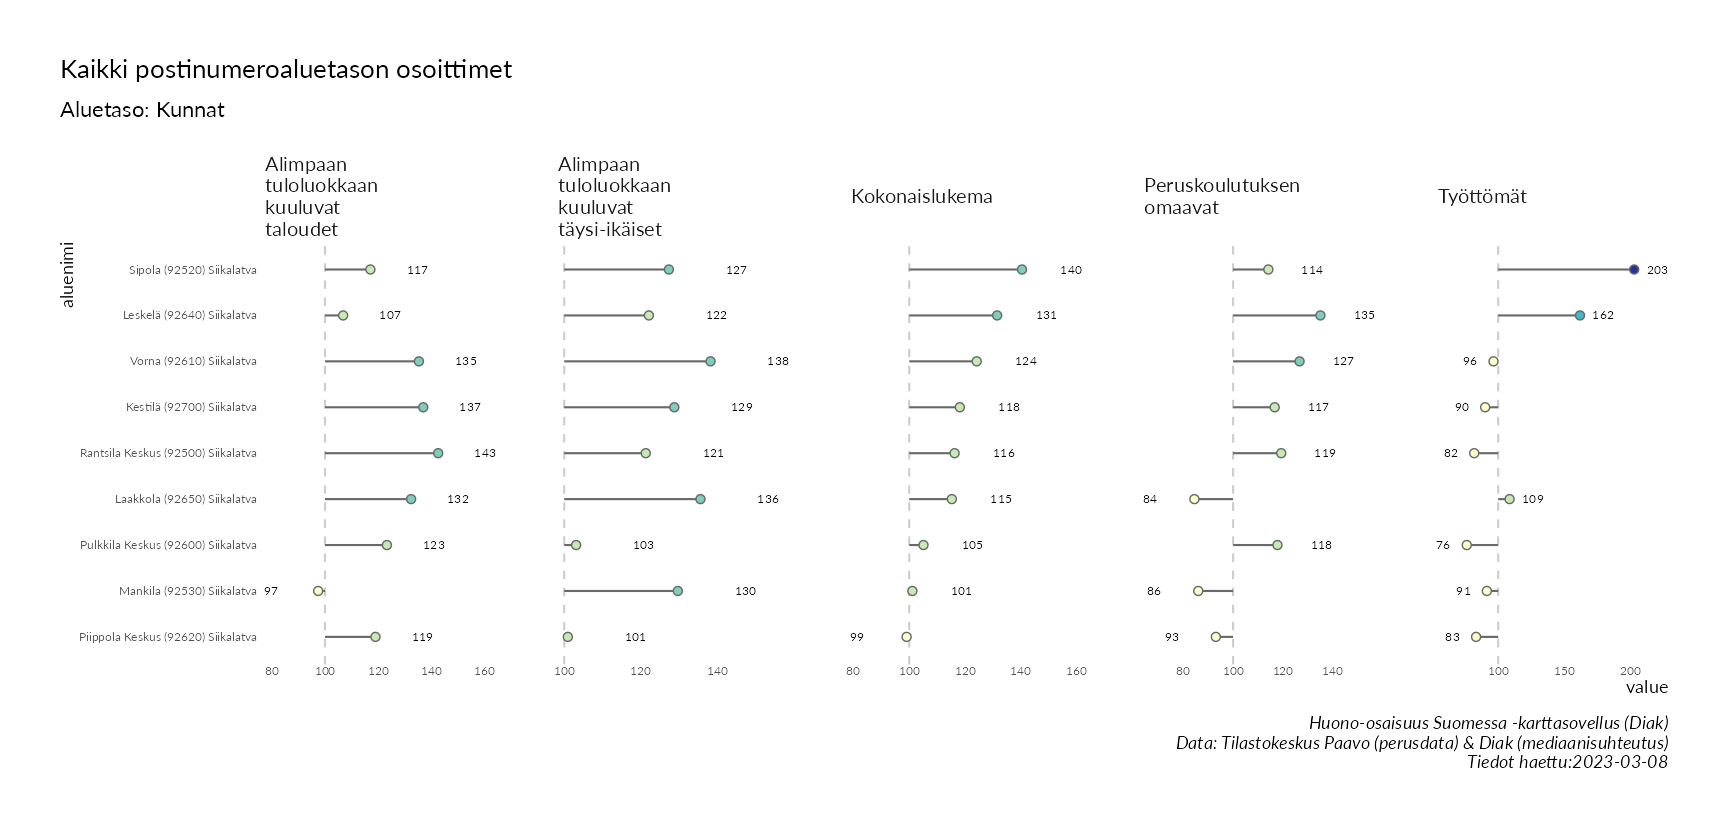 Kaikki postinumeroaluetason osoittimet
Aluetaso: Kunnat
Alimpaan
tuloluokkaan
kuuluvat
taloudet
Alimpaan
tuloluokkaan
kuuluvat
täysi-ikäiset
Kokonaislukema
Peruskoulutuksen
omaavat
Työttömät
aluenimi
Sipola (92520) Siikalatva 117 127 140 114 203
Leskelä (92640) Siikalatva 107 122 131 135 162
Vorna (92610) Siikalatva 135 138 124 127 96
Kestilä (92700) Siikalatva 137 129 118 117 90
Rantsila Keskus (92500) Siikalatva 143 121 116 119 82
Laakkola (92650) Siikalatva 132 136 115 84 109
Pulkkila Keskus (92600) Siikalatva 123 103 105 118 76
Mankila (92530) Siikalatva 97 130 101 86 91
Piippola Keskus (92620) Siikalatva 119 101 99 93 83
80 100 120 140 160 100 120 140 80 100 120 140 160 80 100 120 140 100 150 200
value
Huono-osaisuus Suomessa -karttasovellus (Diak)
Data: Tilastokeskus Paavo (perusdata) & Diak (mediaanisuhteutus)
Tiedot haettu:2023-03-08